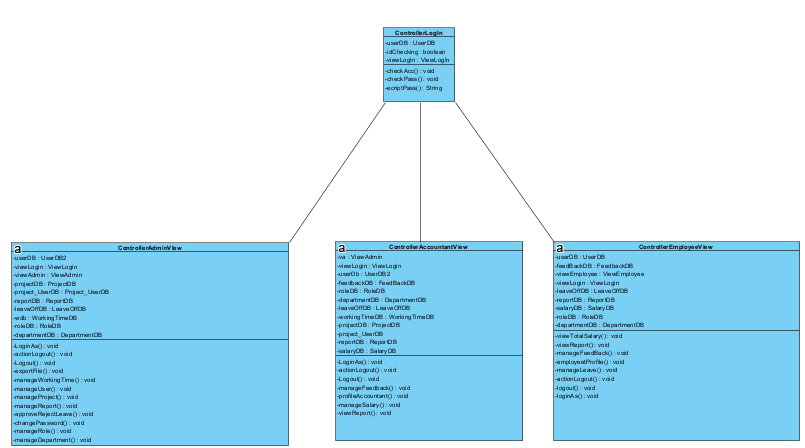 ControllerLogIn
-userDB : UserDB
-idChecking : boolean
-viewLogIn : ViewLogIn
-checkAcc() : void
-checkPass() : void
-ecriptPass() : String
a
ControllerAdminView
-userDB : UserDB2
-viewLogin : ViewLogin
-viewAdmin : ViewAdmin
-projectDB : ProjectDB
-project_UserDB : Project_UserDB
-reportDB : ReportDB
-leaveOffDB : LeaveOffDB
-wdb : WorkingTimeDB
-roleDB : RoleDB
-departmentDB : DepartmentDB
-LoginAs() : void
-actionLogout() : void
-Logout() : void
-exportFile() : void
-manageWorkingTime() : void
-manageUser() : void
-manageProject() : void
-manageReport() : void
-approveRejectLeave() : void
-changePassword() : void
-manageRole() : void
-manageDepartment() : void
a
ControllerAccountantView
-va : ViewAdmin
-viewLogin : ViewLogin
-userDb : UserDB2
-feedbackDB : FeedBackDB
-roleDB : RoleDB
-departmentDB : DepartmentDB
-leaveOffDB : LeaveOffDB
-workingTimeDB : WorkingTimeDB
-projectDB : ProjectDB
-project_UserDB
-reportDB : ReportDB
-salaryDB : SalaryDB
-LoginAs() : void
-actionLogout() : void
-Logout() : void
-manageFeedback() : void
-profileAccountant() : void
-manageSalary() : void
-viewReport() : void
a
ControllerEmployeeView
-userDB : UserDB
-feedBackDB : FeedbackDB
-viewEmployee : ViewEmployee
-viewLogin : ViewLogin
-leaveOffDB : LeaveOffDB
-reportDB : ReportDB
-salaryDB : SalaryDB
-roleDB : RoleDB
-departmentDB : DepartmentDB
-viewTotalSalary() : void
-viewReport() : void
-manageFeedBack() : void
-employeetProfile() : void
-manageLeave() : void
-actionLogout() : void
-logout() : void
-loginAs() : void